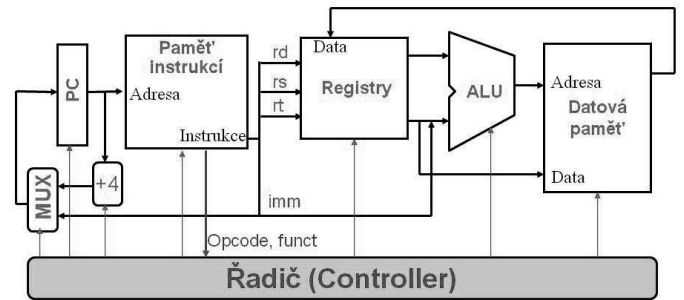 PC
Paměť
instrukcí
Adresa
Instrukce
rd
rs
rt
Data
Registry
ALU
Adresa
Datová
paměť
Data
MUX
+4
imm
Opcode, funct
Řadič (Controller)